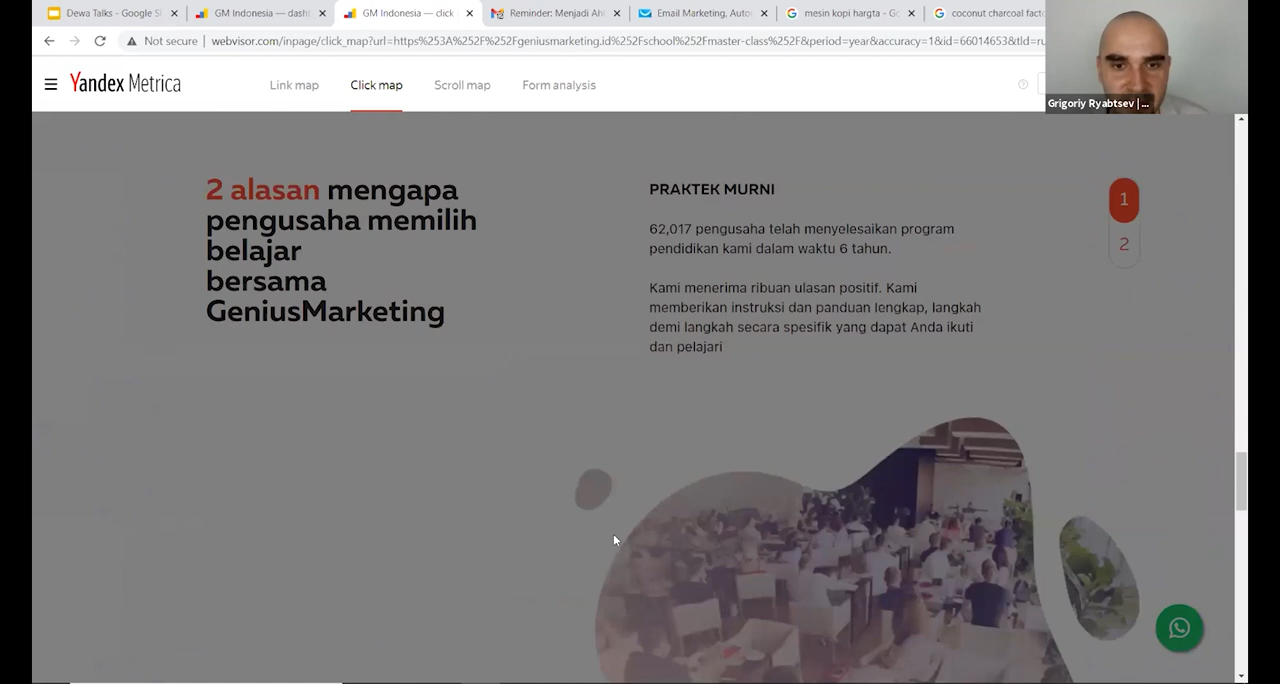 Dewa Talks - Google Sl
GM Indonesia — dasht
GM Indonesia — click
Reminder: Menjadi Ah
Email Marketing, Auto
mesin kopi hargta - Go
coconut charcoal facto
Not secure | webvisor.com/inpage/click_map?url=https%253A%252F%252Fgeniusmarketing.id%252Fschool%252Fmaster-class%252F&period=year&accuracy=1&id=66014653&tld=ru
Yandex Metrica
Link map
Click map
Scroll map
Form analysis
Grigoriy Ryabtsev | ...
2 alasan mengapa
pengusaha memilih
belajar
bersama
GeniusMarketing
PRAKTEK MURNI
62,017 pengusaha telah menyelesaikan program
pendidikan kami dalam waktu 6 tahun.
Kami menerima ribuan ulasan positif. Kami
memberikan instruksi dan panduan lengkap, langkah
demi langkah secara spesifik yang dapat Anda ikuti
dan pelajari
1
2